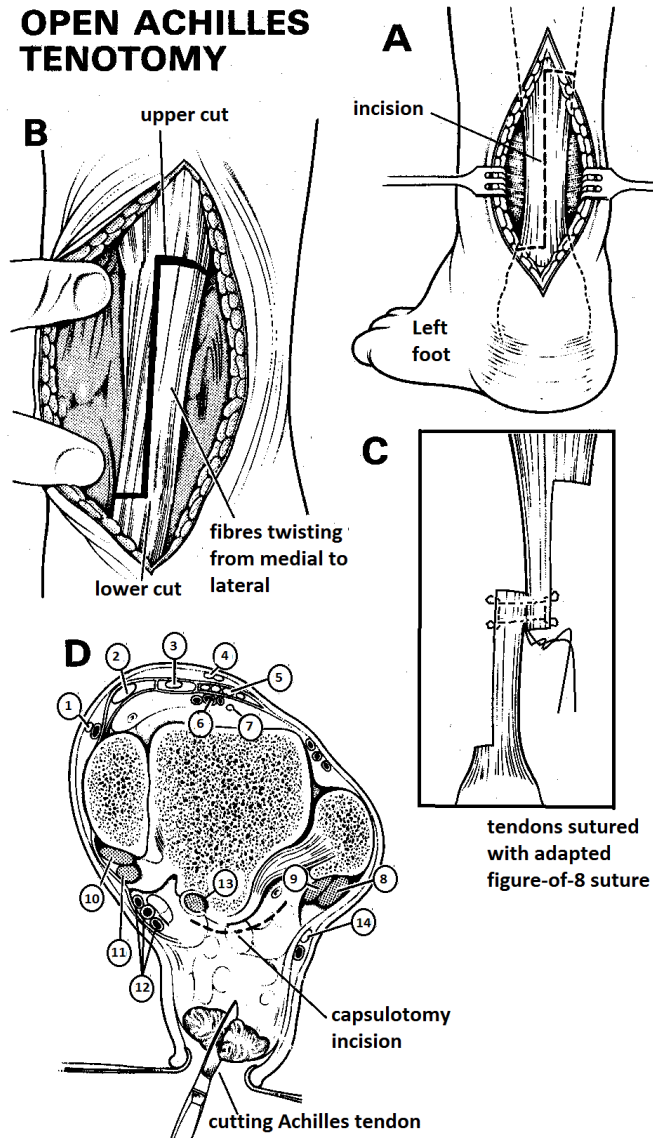 OPEN ACHILLES
TENOTOMY
A
incision
Left
foot
B
upper cut
fibres twisting
from medial to
lateral
lower cut
C
tendons sutured
with adapted
figure-of-8 suture
D
1
2
3
4
5
6
7
8
9
10
11
12
13
14
capsulotomy
incision
cutting Achilles tendon